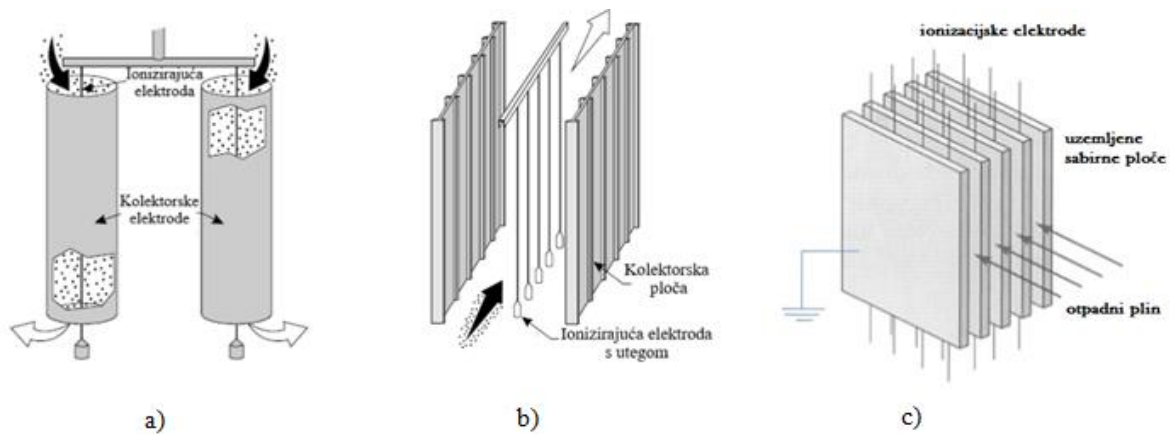 Ionizirajuća
elektroda
Kolektorske
elektrode
a)
Kolektorska
ploča
Ionizirajuća elektroda
s utegom
b)
ionizacijske elektrode
uzemljene
sabirne ploče
otpadni plin
c)